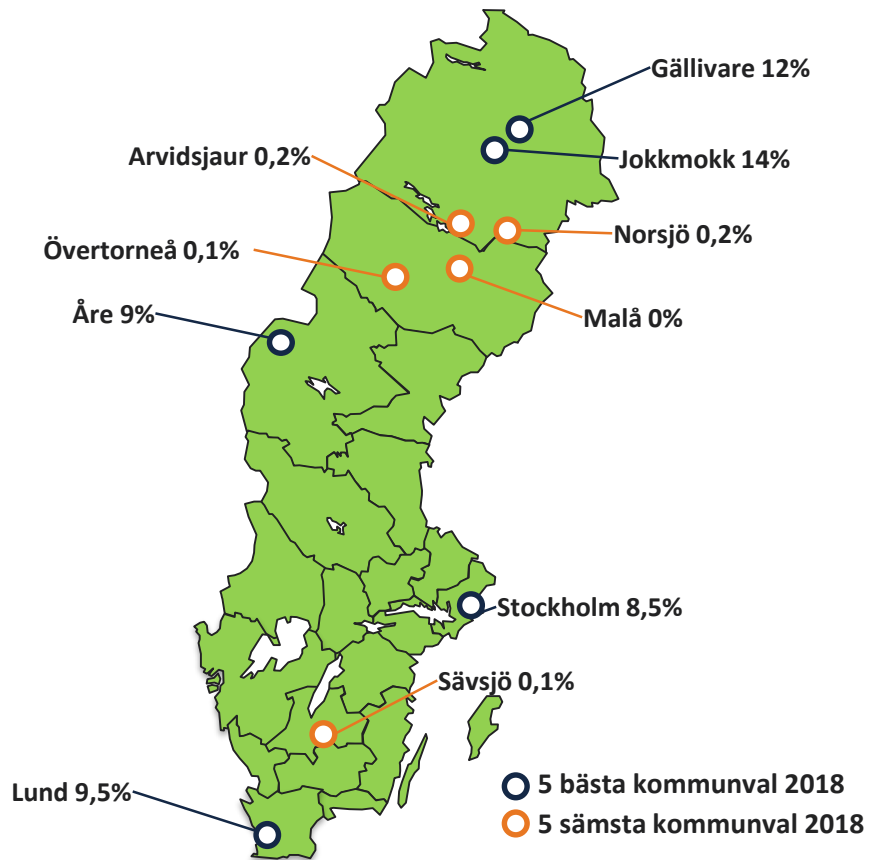 Gällivare 12%
Arvidsjaur 0,2%
Jokkmokk 14%
Övertorneå 0,1%
Norsjö 0,2%
Åre 9%
Malå 0%
Stockholm 8,5%
Sävsjö 0,1%
Lund 9,5%
5 bästa kommunval 2018
5 sämsta kommunval 2018